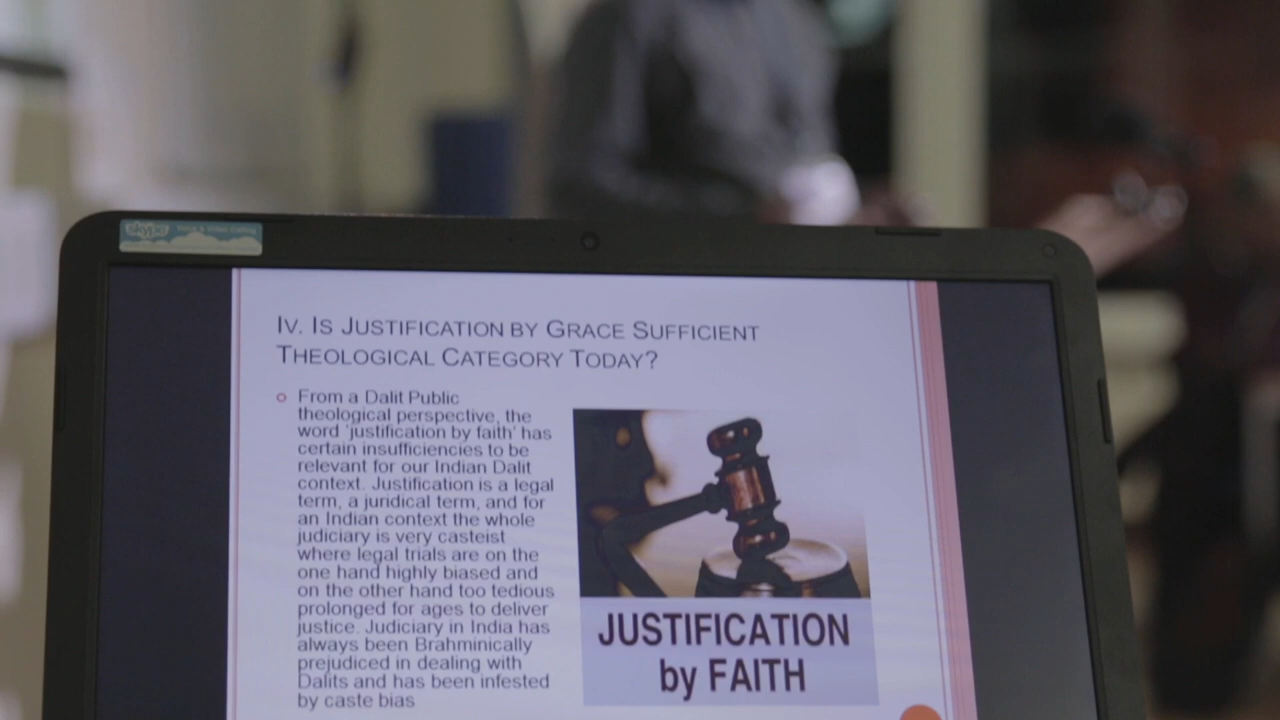 skype Voice & Video Calling
IV. IS JUSTIFICATION BY GRACE SUFFICIENT
THEOLOGICAL CATEGORY TODAY?
From a Dalit Public
theological perspective, the
word 'justification by faith' has
certain insufficiencies to be
relevant for our Indian Dalit
context. Justification is a legal
term, a juridical term, and for
an Indian context the whole
judiciary is very casteist
where legal trials are on the
one hand highly biased and
on the other hand too tedious
prolonged for ages to deliver
justice. Judiciary in India has
always been Brahminically
prejudiced in dealing with
Dalits and has been infested
by caste bias
JUSTIFICATION
by FAITH